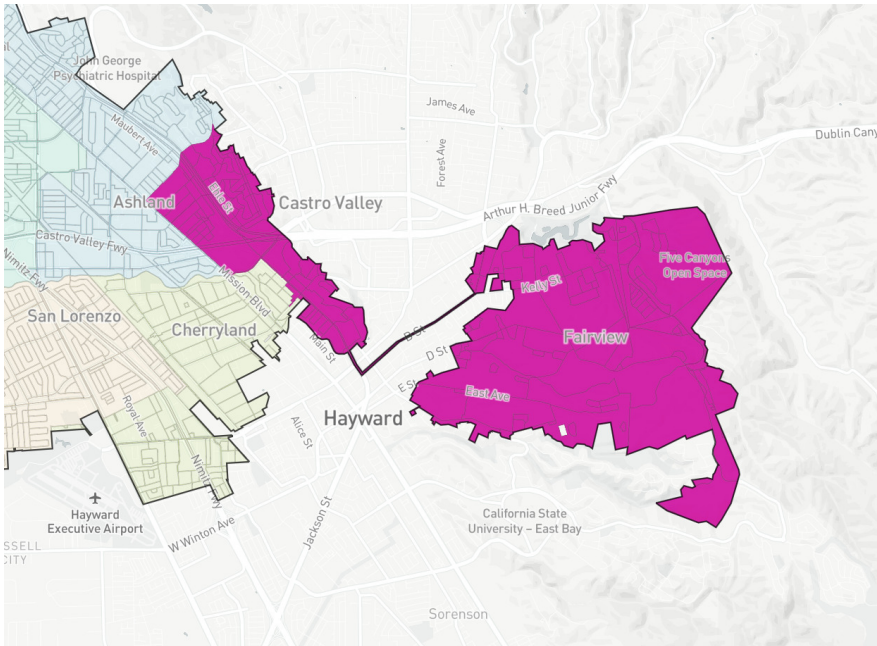 John George
Psychiatric Hospital
James Ave
Maubert Ave
Dublin Cany
Forest Ave
Arthur H. Breed Junior Fwy
Elgin St
Ashland
Castro Valley
Castro Valley Fwy
Nimitz Fwy
Mission Blvd
Five Canyons
Open Space
Kelly St
San Lorenzo
Cherryland
B St
Fairview
Main St
D St
E St
East Ave
Royal Ave
Hayward
Alice St
Nimitz Fwy
Hayward
Executive Airport
Jackson St
W Winton Ave
California State
University – East Bay
SSELL
CITY
Sorenson